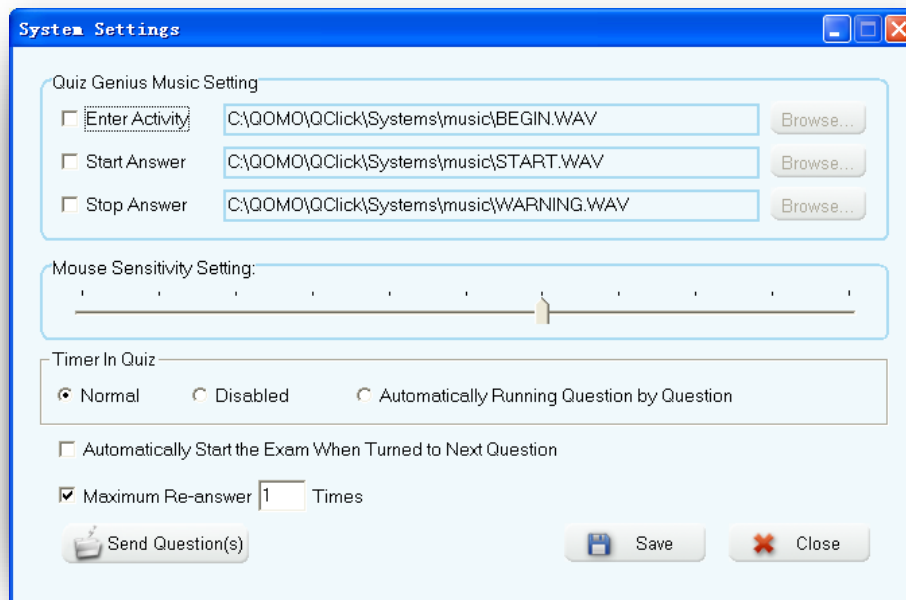 System Settings
Quiz Genius Music Setting
Enter Activity C:\QOMO\QClick\Systems\music\BEGIN.WAV Browse...
Start Answer C:\QOMO\QClick\Systems\music\START.WAV Browse...
Stop Answer C:\QOMO\QClick\Systems\music\WARNING.WAV Browse...
Mouse Sensitivity Setting:
Timer In Quiz
Normal Disabled Automatically Running Question by Question
Automatically Start the Exam When Turned to Next Question
Maximum Re-answer 1 Times
Send Question(s) Save Close